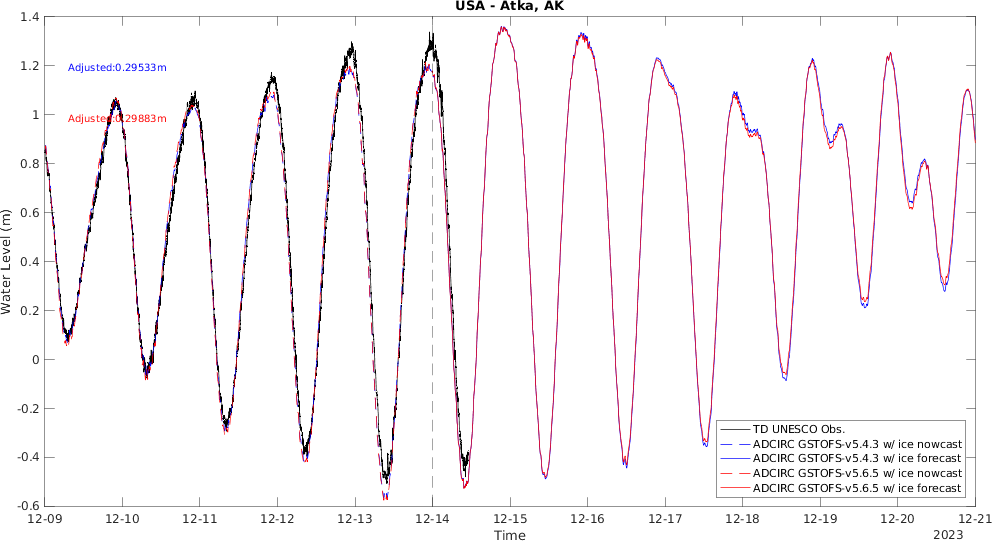 USA - Atka, AK
1.4
1.2
1
0.8
0.6
0.4
0.2
0
-0.2
-0.4
-0.6
Water Level (m)
Adjusted:0.29533m
Adjusted:0.29883m
TD UNESCO Obs.
ADCIRC GSTOFS-v5.4.3 w/ ice nowcast
ADCIRC GSTOFS-v5.4.3 w/ ice forecast
ADCIRC GSTOFS-v5.6.5 w/ ice nowcast
ADCIRC GSTOFS-v5.6.5 w/ ice forecast
12-09 12-10 12-11 12-12 12-13 12-14 12-15 12-16 12-17 12-18 12-19 12-20 12-21
Time
2023